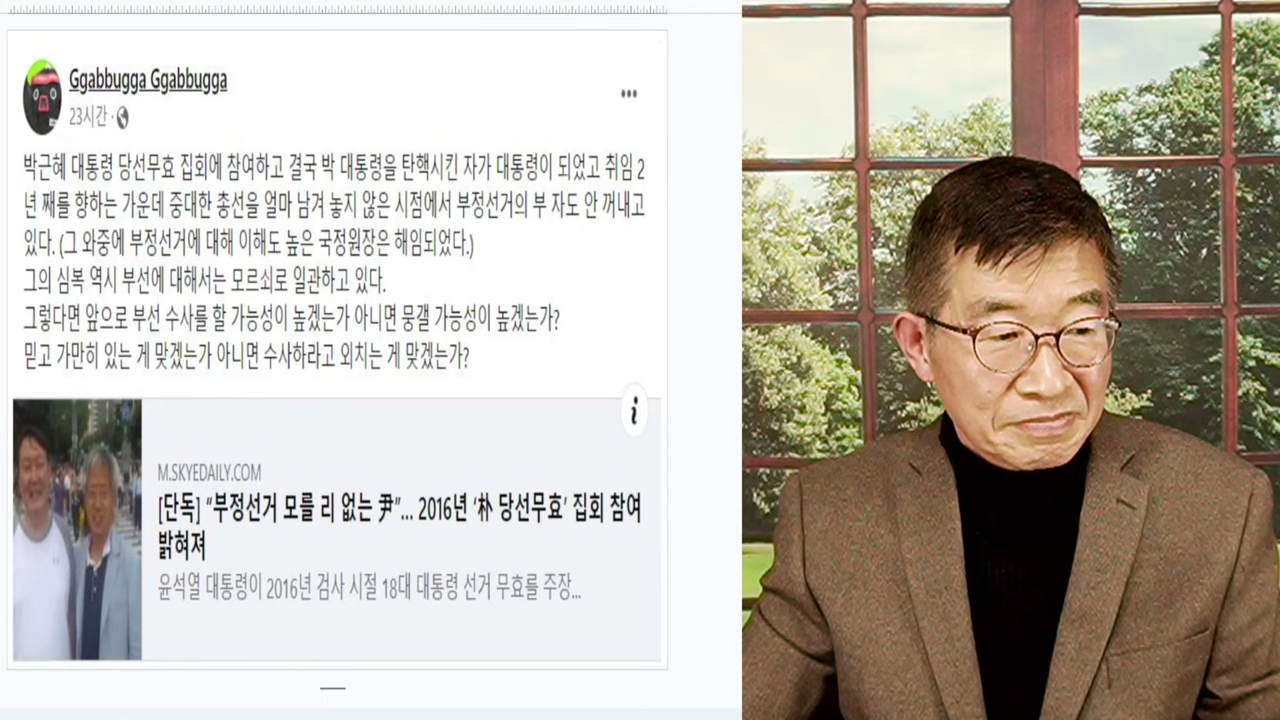 Ggabbugga Ggabbugga
23시간 ·
박근혜 대통령 당선무효 집회에 참여하고 결국 박 대통령을 탄핵시킨 자가 대통령이 되었고 취임 2
년 째를 향하는 가운데 중대한 총선을 얼마 남겨 놓지 않은 시점에서 부정선거의 부 자도 안 꺼내고
있다. (그 와중에 부정선거에 대해 이해도 높은 국정원장은 해임되었다.)
그의 심복 역시 부선에 대해서는 모르쇠로 일관하고 있다.
그렇다면 앞으로 부선 수사를 할 가능성이 높겠는가 아니면 뭉갤 가능성이 높겠는가?
믿고 가만히 있는 게 맞겠는가 아니면 수사하라고 외치는 게 맞겠는가?
M.SKYEDAILY.COM
[단독] “부정선거 모를 리 없는 尹”... 2016년 ‘朴 당선무효’ 집회 참여
밝혀져
윤석열 대통령이 2016년 검사 시절 18대 대통령 선거 무효를 주장...